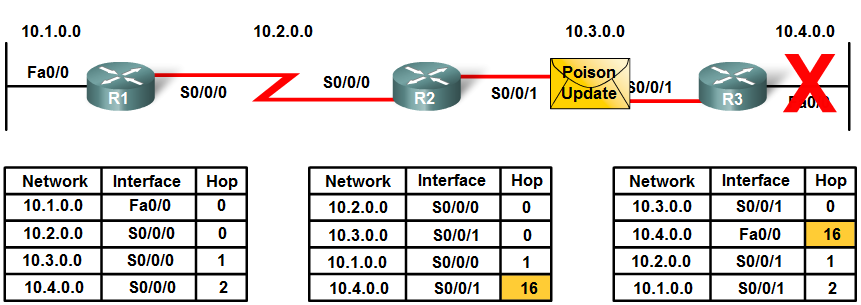 10.1.0.0 10.2.0.0 10.3.0.0 10.4.0.0
Fa0/0 R1 S0/0/0 S0/0/0 R2 S0/0/1 Poison Update S0/0/1 R3
Network Interface Hop
10.1.0.0 Fa0/0 0
10.2.0.0 S0/0/0 0
10.3.0.0 S0/0/0 1
10.4.0.0 S0/0/0 2
Network Interface Hop
10.2.0.0 S0/0/0 0
10.3.0.0 S0/0/1 0
10.1.0.0 S0/0/0 1
10.4.0.0 S0/0/1 16
Network Interface Hop
10.3.0.0 S0/0/1 0
10.4.0.0 Fa0/0 16
10.2.0.0 S0/0/1 1
10.1.0.0 S0/0/1 2